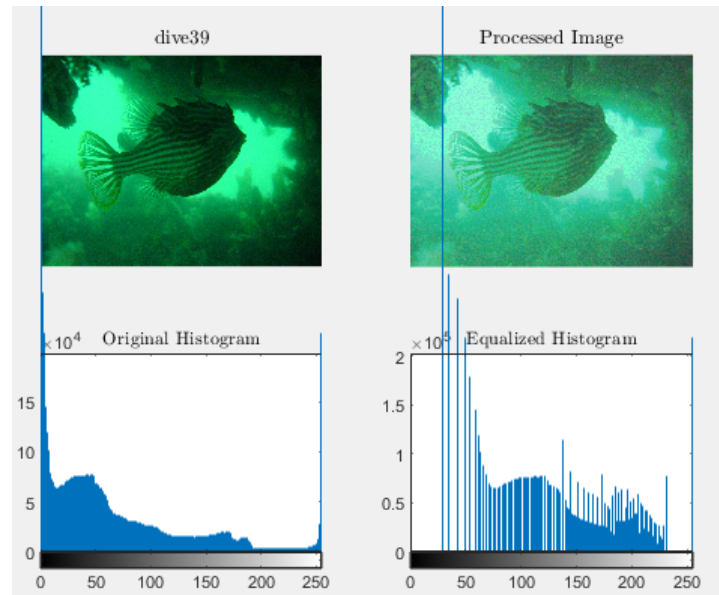 dive39
Processed Image
×10⁴ Original Histogram
15
10
5
0
0 50 100 150 200 250
×10⁵ Equalized Histogram
2
1.5
1
0.5
0
0 50 100 150 200 250